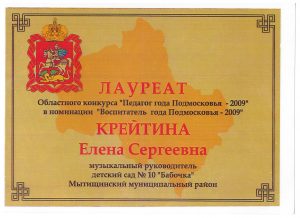 ЛАУРЕАТ
Областного конкурса "Педагог года Подмосковья - 2009"
в номинации "Воспитатель года Подмосковья - 2009"
КРЕЙТИНА
Елена Сергеевна
музыкальный руководитель
детский сад № 10 "Бабочка"
Мытищинский муниципальный район